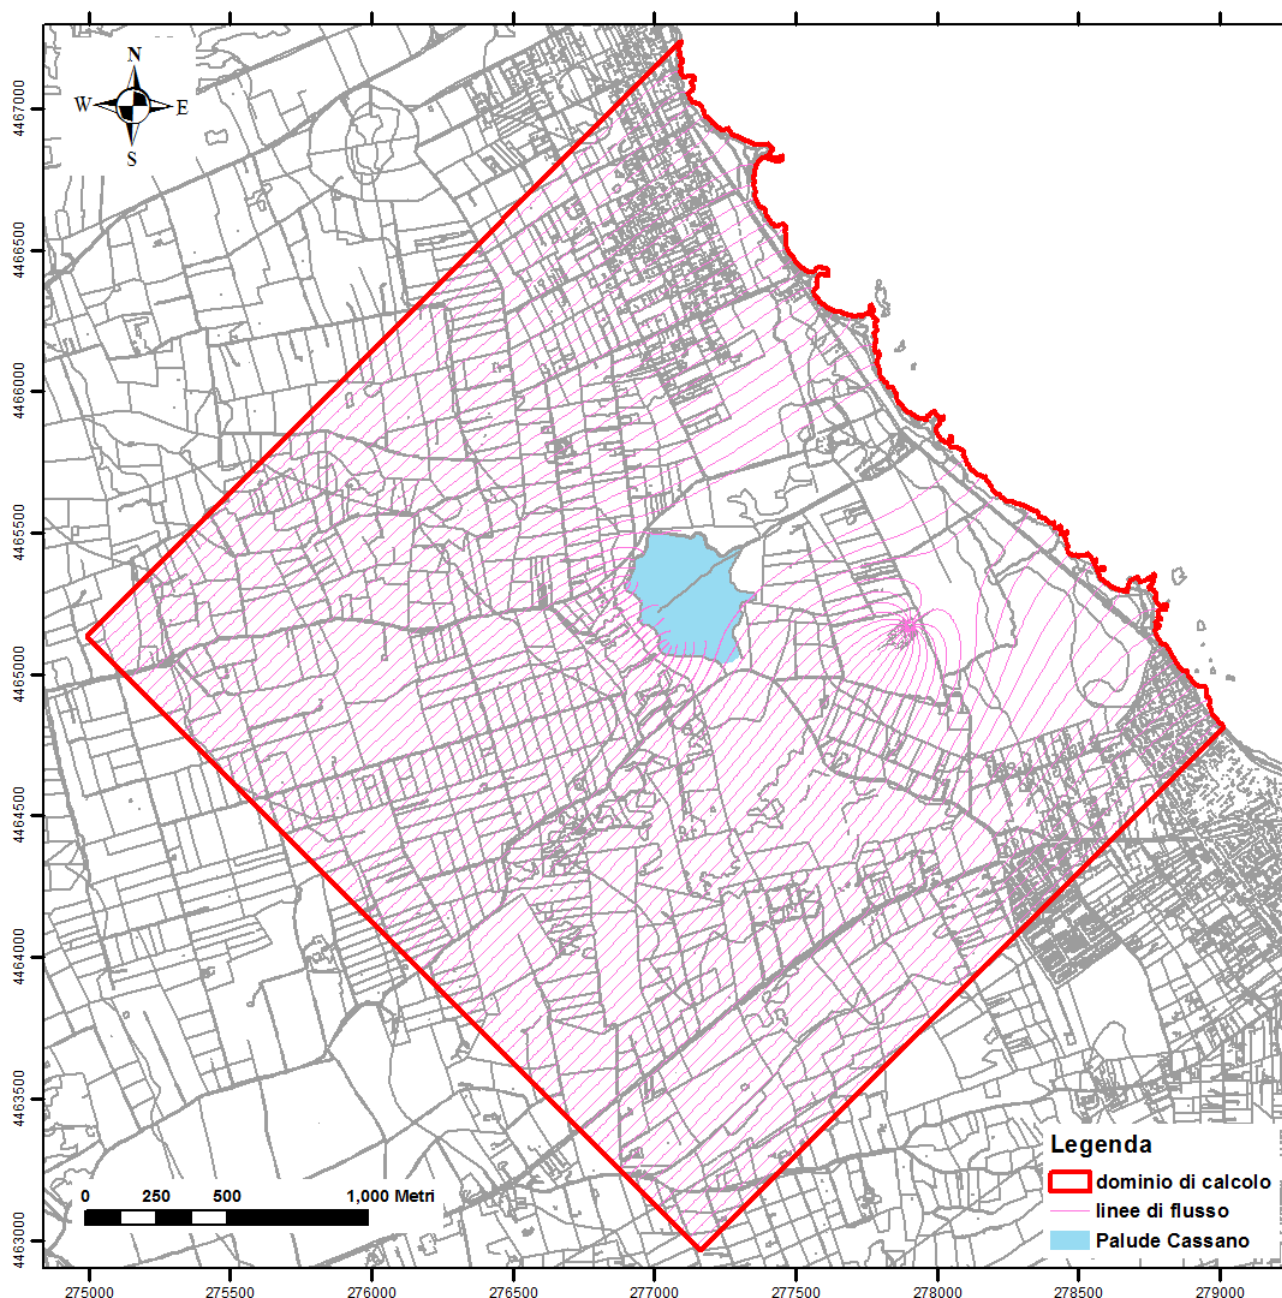 N
W E
S
4467000
4466500
4466000
4465500
4465000
4464500
4464000
4463500
4463000
0 250 500 1,000 Metri
Legenda
dominio di calcolo
linee di flusso
Palude Cassano
275000 275500 276000 276500 277000 277500 278000 278500 279000